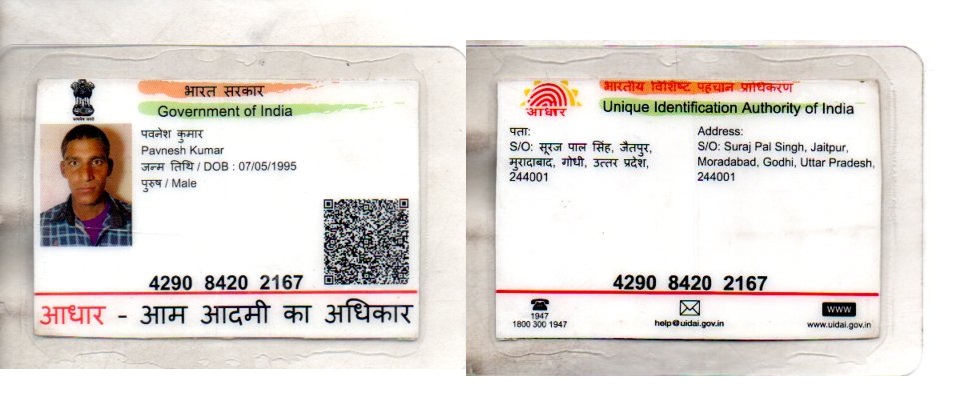 भारत सरकार
Government of India
पवनेश कुमार
Pavnesh Kumar
जन्म तिथि / DOB : 07/05/1995
पुरुष / Male
4290 8420 2167
आधार - आम आदमी का अधिकार
भारतीय विशिष्ट पहचान प्राधिकरण
Unique Identification Authority of India
आधार
पता:
S/O: सूरज पाल सिंह, जैतपुर,
मुरादाबाद, गोधी, उत्तर प्रदेश,
244001
Address:
S/O: Suraj Pal Singh, Jaitpur,
Moradabad, Godhi, Uttar Pradesh,
244001
4290 8420 2167
1947
1800 300 1947
help@uidai.gov.in
www
www.uidai.gov.in